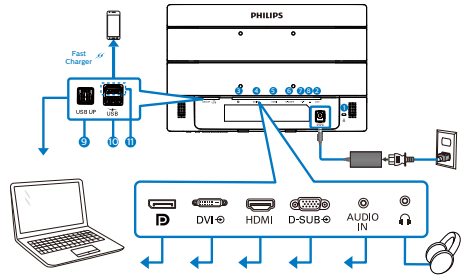 PHILIPS
Fast
Charger
3 4 5 6 7 8 2
1
USB UP
USB
9 10 11
DVI
HDMI
D-SUB
AUDIO
IN